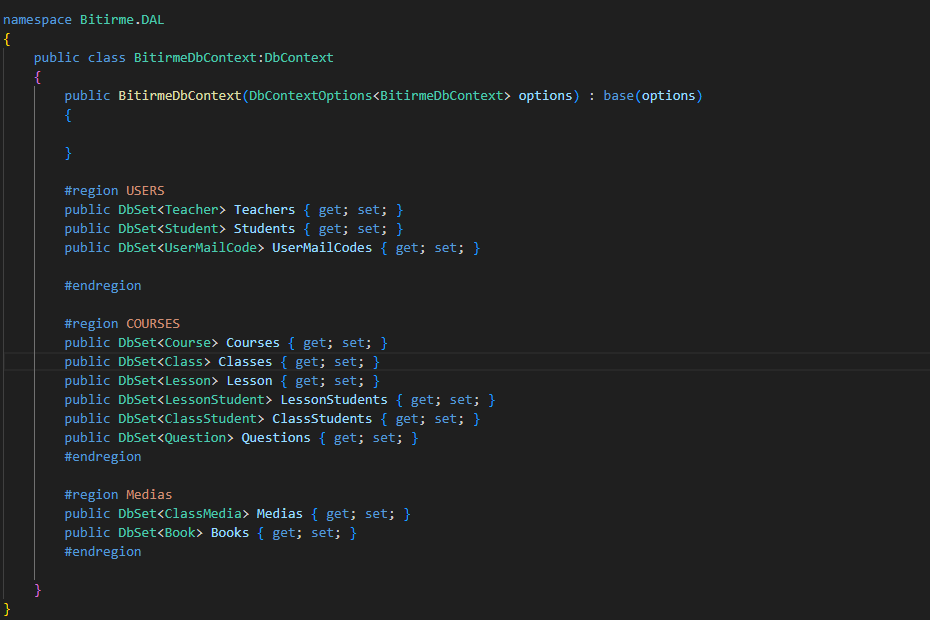 namespace Bitirme.DAL
{
public class BitirmeDbContext:DbContext
{
public BitirmeDbContext(DbContextOptions<BitirmeDbContext> options) : base(options)
{
}
#region USERS
public DbSet<Teacher> Teachers { get; set; }
public DbSet<Student> Students { get; set; }
public DbSet<UserMailCode> UserMailCodes { get; set; }
#endregion
#region COURSES
public DbSet<Course> Courses { get; set; }
public DbSet<Class> Classes { get; set; }
public DbSet<Lesson> Lesson { get; set; }
public DbSet<LessonStudent> LessonStudents { get; set; }
public DbSet<ClassStudent> ClassStudents { get; set; }
public DbSet<Question> Questions { get; set; }
#endregion
#region Medias
public DbSet<ClassMedia> Medias { get; set; }
public DbSet<Book> Books { get; set; }
#endregion
}
}